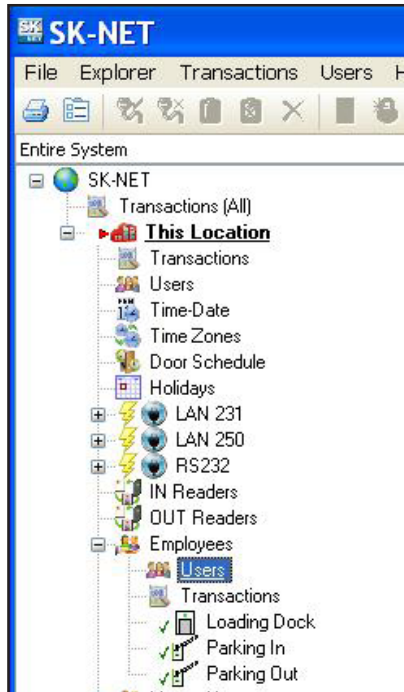 SK NET SK-NET
File Explorer Transactions Users H
Entire System
SK-NET
Transactions (All)
This Location
Transactions
Users
Time-Date
Time Zones
Door Schedule
Holidays
LAN 231
LAN 250
RS232
IN Readers
OUT Readers
Employees
Users
Transactions
Loading Dock
Parking In
Parking Out